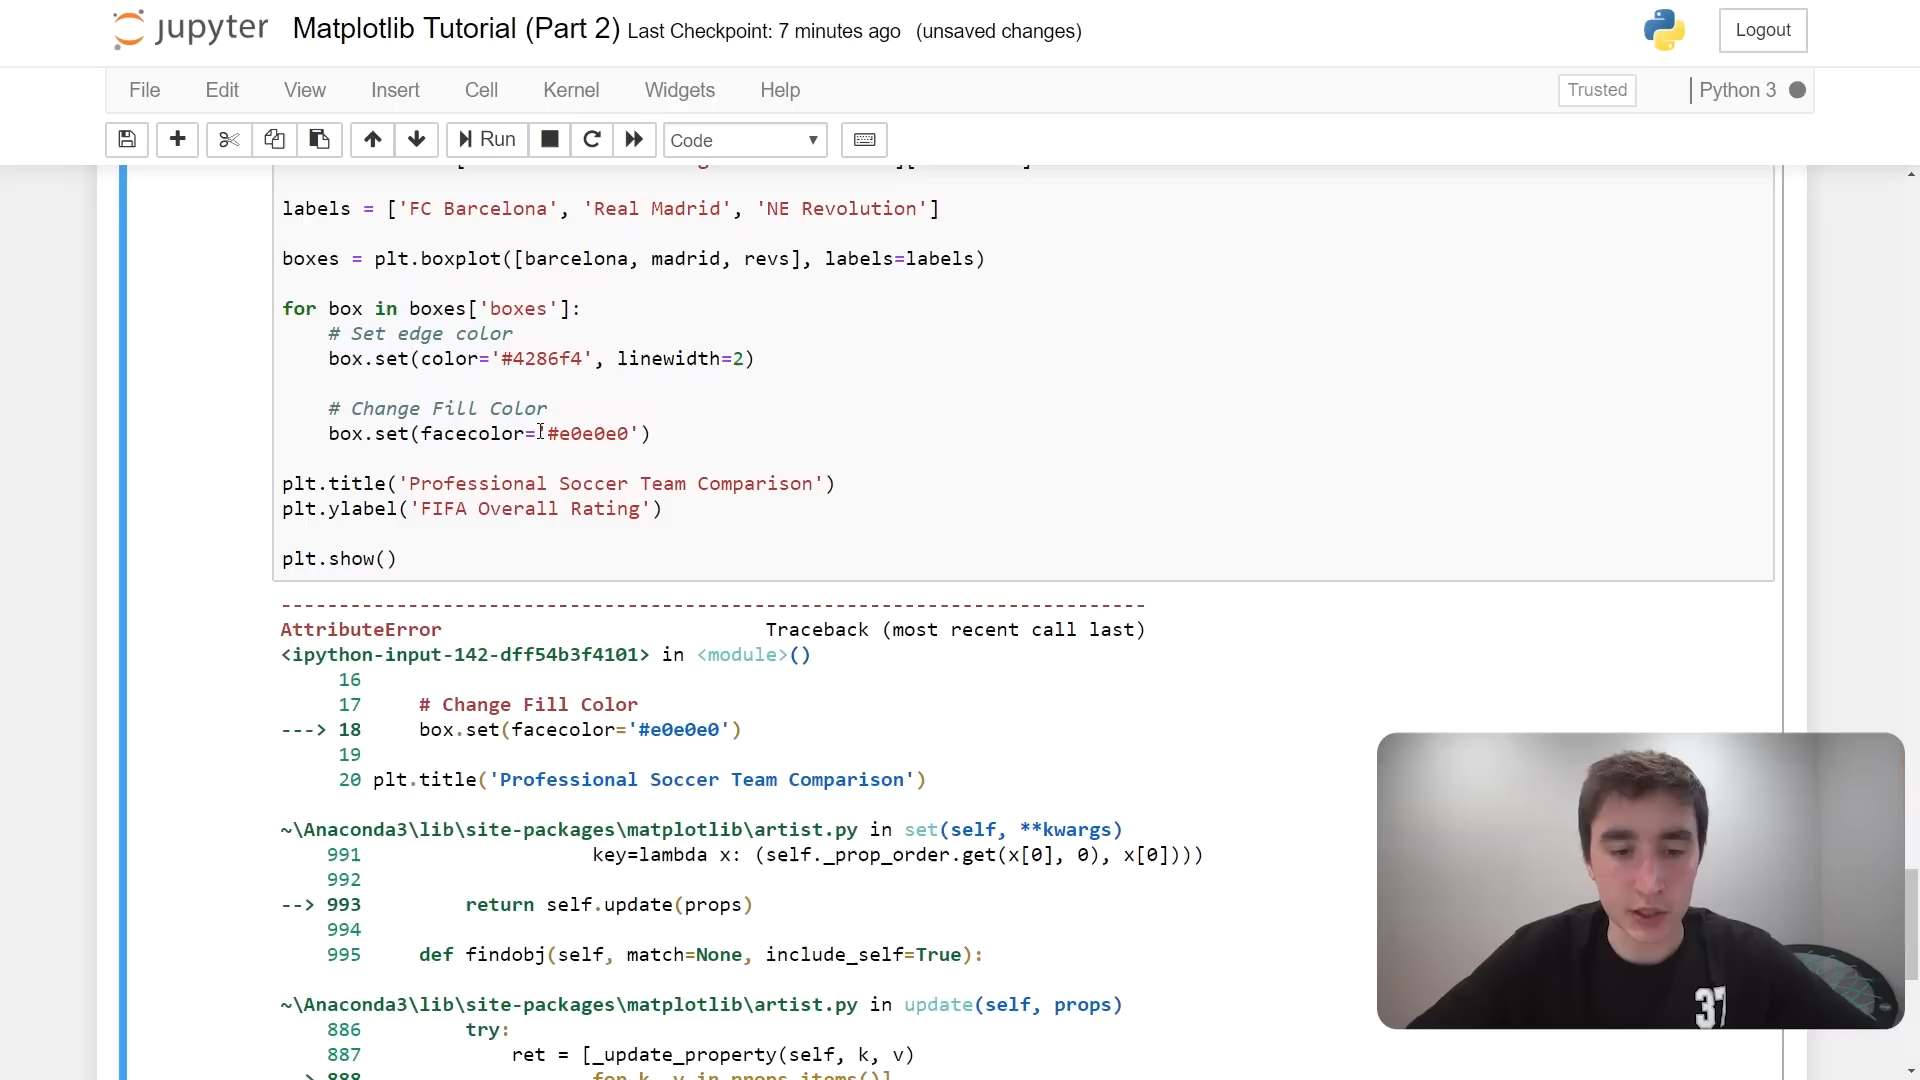 jupyter Matplotlib Tutorial (Part 2) Last Checkpoint: 7 minutes ago (unsaved changes) Logout
File Edit View Insert Cell Kernel Widgets Help Trusted Python 3
Run Code
labels = ['FC Barcelona', 'Real Madrid', 'NE Revolution']
boxes = plt.boxplot([barcelona, madrid, revs], labels=labels)
for box in boxes['boxes']:
# Set edge color
box.set(color='#4286f4', linewidth=2)
# Change Fill Color
box.set(facecolor='#e0e0e0')
plt.title('Professional Soccer Team Comparison')
plt.ylabel('FIFA Overall Rating')
plt.show()
---------------------------------------------------------------------------
AttributeError Traceback (most recent call last)
<ipython-input-142-dff54b3f4101> in <module>()
16
17 # Change Fill Color
---> 18 box.set(facecolor='#e0e0e0')
19
20 plt.title('Professional Soccer Team Comparison')
~\Anaconda3\lib\site-packages\matplotlib\artist.py in set(self, **kwargs)
991 key=lambda x: (self._prop_order.get(x[0], 0), x[0])))
992
--> 993 return self.update(props)
994
995 def findobj(self, match=None, include_self=True):
~\Anaconda3\lib\site-packages\matplotlib\artist.py in update(self, props)
886 try:
887 ret = [_update_property(self, k, v)
888 for k, v in props.items()]
37